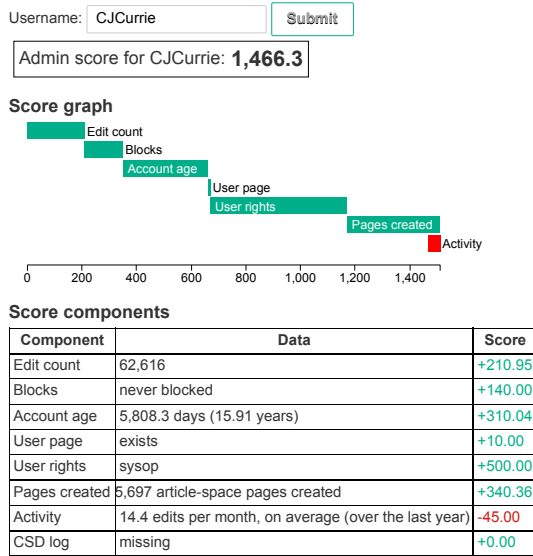 Username: CJCurrie Submit
Admin score for CJCurrie: 1,466.3
Score graph
Edit count
Blocks
Account age
User page
User rights
Pages created
Activity
0 200 400 600 800 1,000 1,200 1,400
Score components
Component Data Score
Edit count 62,616 +210.95
Blocks never blocked +140.00
Account age 5,808.3 days (15.91 years) +310.04
User page exists +10.00
User rights sysop +500.00
Pages created 5,697 article-space pages created +340.36
Activity 14.4 edits per month, on average (over the last year) -45.00
CSD log missing +0.00